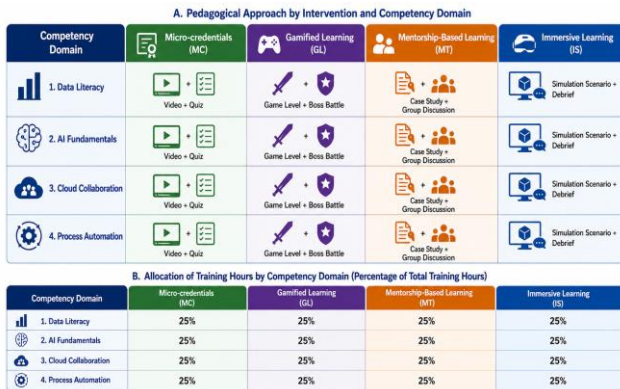 A. Pedagogical Approach by Intervention and Competency Domain
Competency Domain
Micro-credentials (MC)
Gamified Learning (GL)
Mentorship-Based Learning (MT)
Immersive Learning (IS)
1. Data Literacy
+
Video + Quiz
+
Game Level + Boss Battle
+
Case Study + Group Discussion
Simulation Scenario + Debrief
2. AI Fundamentals
+
Video + Quiz
+
Game Level + Boss Battle
+
Case Study + Group Discussion
Simulation Scenario + Debrief
3. Cloud Collaboration
+
Video + Quiz
+
Game Level + Boss Battle
+
Case Study + Group Discussion
Simulation Scenario + Debrief
4. Process Automation
+
Video + Quiz
+
Game Level + Boss Battle
+
Case Study + Group Discussion
Simulation Scenario + Debrief
B. Allocation of Training Hours by Competency Domain (Percentage of Total Training Hours)
Competency Domain
Micro-credentials (MC)
Gamified Learning (GL)
Mentorship-Based Learning (MT)
Immersive Learning (IS)
1. Data Literacy 25% 25% 25% 25%
2. AI Fundamentals 25% 25% 25% 25%
3. Cloud Collaboration 25% 25% 25% 25%
4. Process Automation 25% 25% 25% 25%